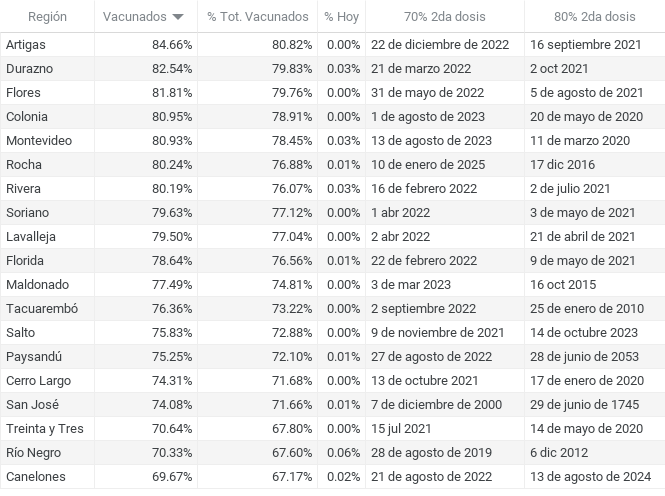 Región Vacunados % Tot. Vacunados % Hoy 70% 2da dosis 80% 2da dosis
Artigas 84.66% 80.82% 0.00% 22 de diciembre de 2022 16 septiembre 2021
Durazno 82.54% 79.83% 0.03% 21 de marzo 2022 2 oct 2021
Flores 81.81% 79.76% 0.00% 31 de mayo de 2022 5 de agosto de 2021
Colonia 80.95% 78.91% 0.00% 1 de agosto de 2023 20 de mayo de 2020
Montevideo 80.93% 78.45% 0.03% 13 de agosto de 2023 11 de marzo 2020
Rocha 80.24% 76.88% 0.01% 10 de enero de 2025 17 dic 2016
Rivera 80.19% 76.07% 0.03% 16 de febrero 2022 2 de julio 2021
Soriano 79.63% 77.12% 0.00% 1 abr 2022 3 de mayo de 2021
Lavalleja 79.50% 77.04% 0.00% 2 abr 2022 21 de abril de 2021
Florida 78.64% 76.56% 0.01% 22 de febrero 2022 9 de mayo de 2021
Maldonado 77.49% 74.81% 0.00% 3 de mar 2023 16 oct 2015
Tacuarembó 76.36% 73.22% 0.00% 2 septiembre 2022 25 de enero de 2010
Salto 75.83% 72.88% 0.00% 9 de noviembre de 2021 14 de octubre 2023
Paysandú 75.25% 72.10% 0.01% 27 de agosto de 2022 28 de junio de 2053
Cerro Largo 74.31% 71.68% 0.00% 13 de octubre 2021 17 de enero de 2020
San José 74.08% 71.66% 0.01% 7 de diciembre de 2000 29 de junio de 1745
Treinta y Tres 70.64% 67.80% 0.00% 15 jul 2021 14 de mayo de 2020
Río Negro 70.33% 67.60% 0.06% 28 de agosto de 2019 6 dic 2012
Canelones 69.67% 67.17% 0.02% 21 de agosto de 2022 13 de agosto de 2024